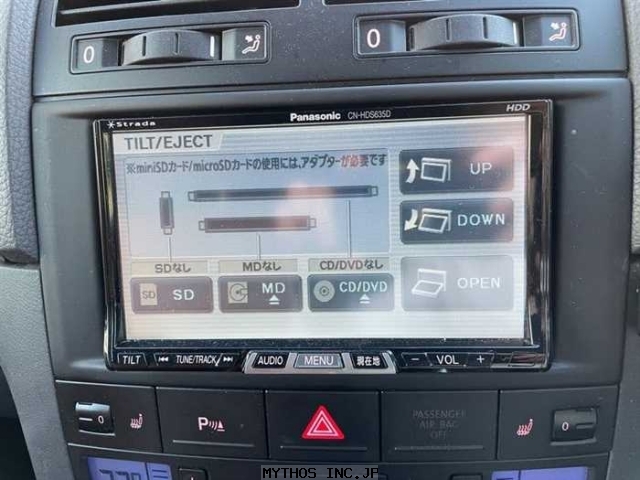 0
0
Strada
Panasonic
CN-HDS635D
HDD
TILT/EJECT
※miniSDカード/microSDカードの使用には、アダプターが必要です
UP
DOWN
OPEN
SDなし
MDなし
CD/DVDなし
SD
SD
MD
CD/DVD
TILT
TUNE/TRACK
AUDIO
MENU
現在地
− VOL +
0
P
PASSENGER
AIR BAG
OFF
0
MYTHOS INC.JP